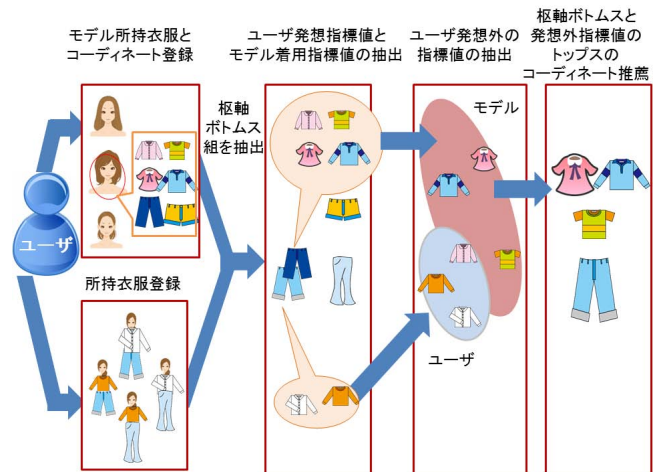 モデル所持衣服と
コーディネート登録
ユーザ発想指標値と
モデル着用指標値の抽出
ユーザ発想外の
指標値の抽出
枢軸ボトムスと
発想外指標値の
トップスの
コーディネート推薦
枢軸
ボトムス
組を抽出
モデル
ユーザ
所持衣服登録
ユーザ